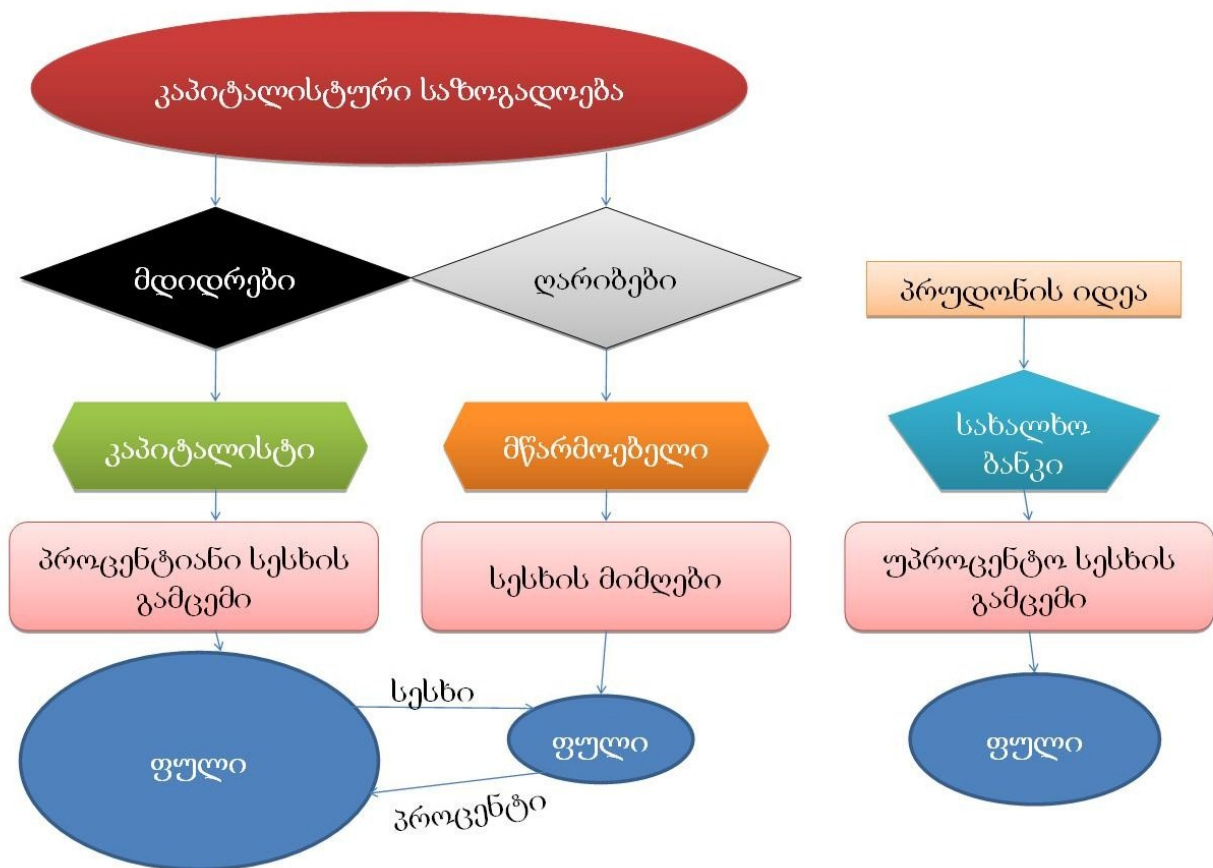 კაპიტალისტური საზოგადოება
მდიდრები
ღარიბები
პრუდონის იდეა
კაპიტალისტი
მწარმოებელი
სახალხო
ბანკი
პროცენტიანი სესხის
გამცემი
სესხის მიმღები
უპროცენტო სესხის
გამცემი
სესხი
ფული
ფული
ფული
პროცენტი